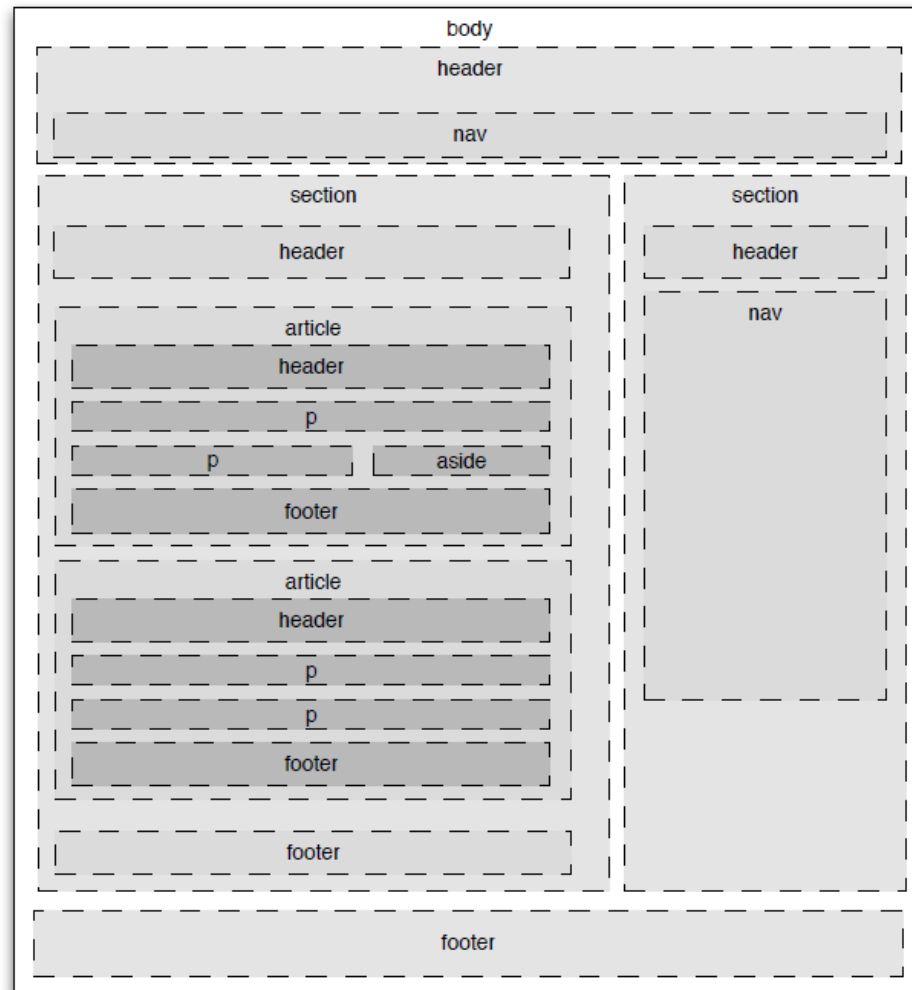 body
header
nav
section
header
article
header
p
p
aside
footer
article
header
p
p
footer
footer
section
header
nav
footer